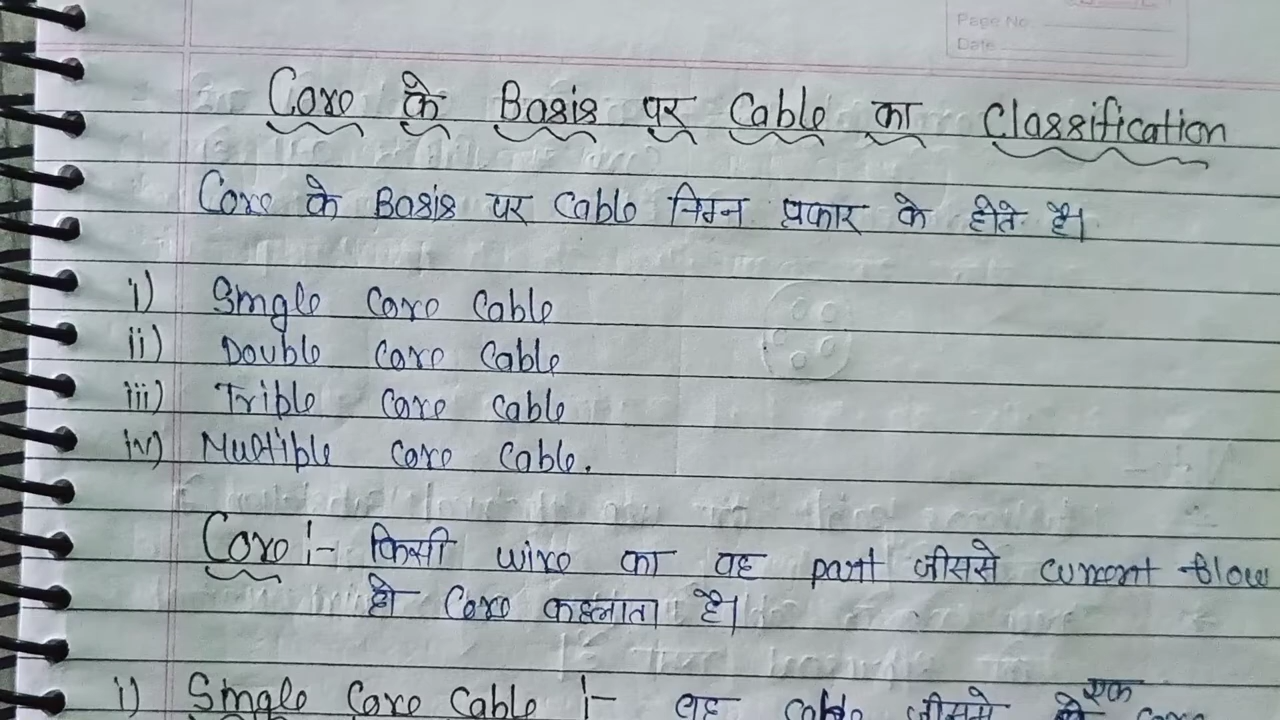 Page No.
Date
Core के Basis पर Cable का Classification
Core के Basis पर Cable निम्न प्रकार के होते है।
i) Single Core Cable
ii) Double Core Cable
iii) Trible Core Cable
iv) Multible Core Cable.
Core :- किसी wire का वह part जीससे current flow
हो Core कहलाता है।
i) Single Core Cable :- वह Cable जीसमे एक core